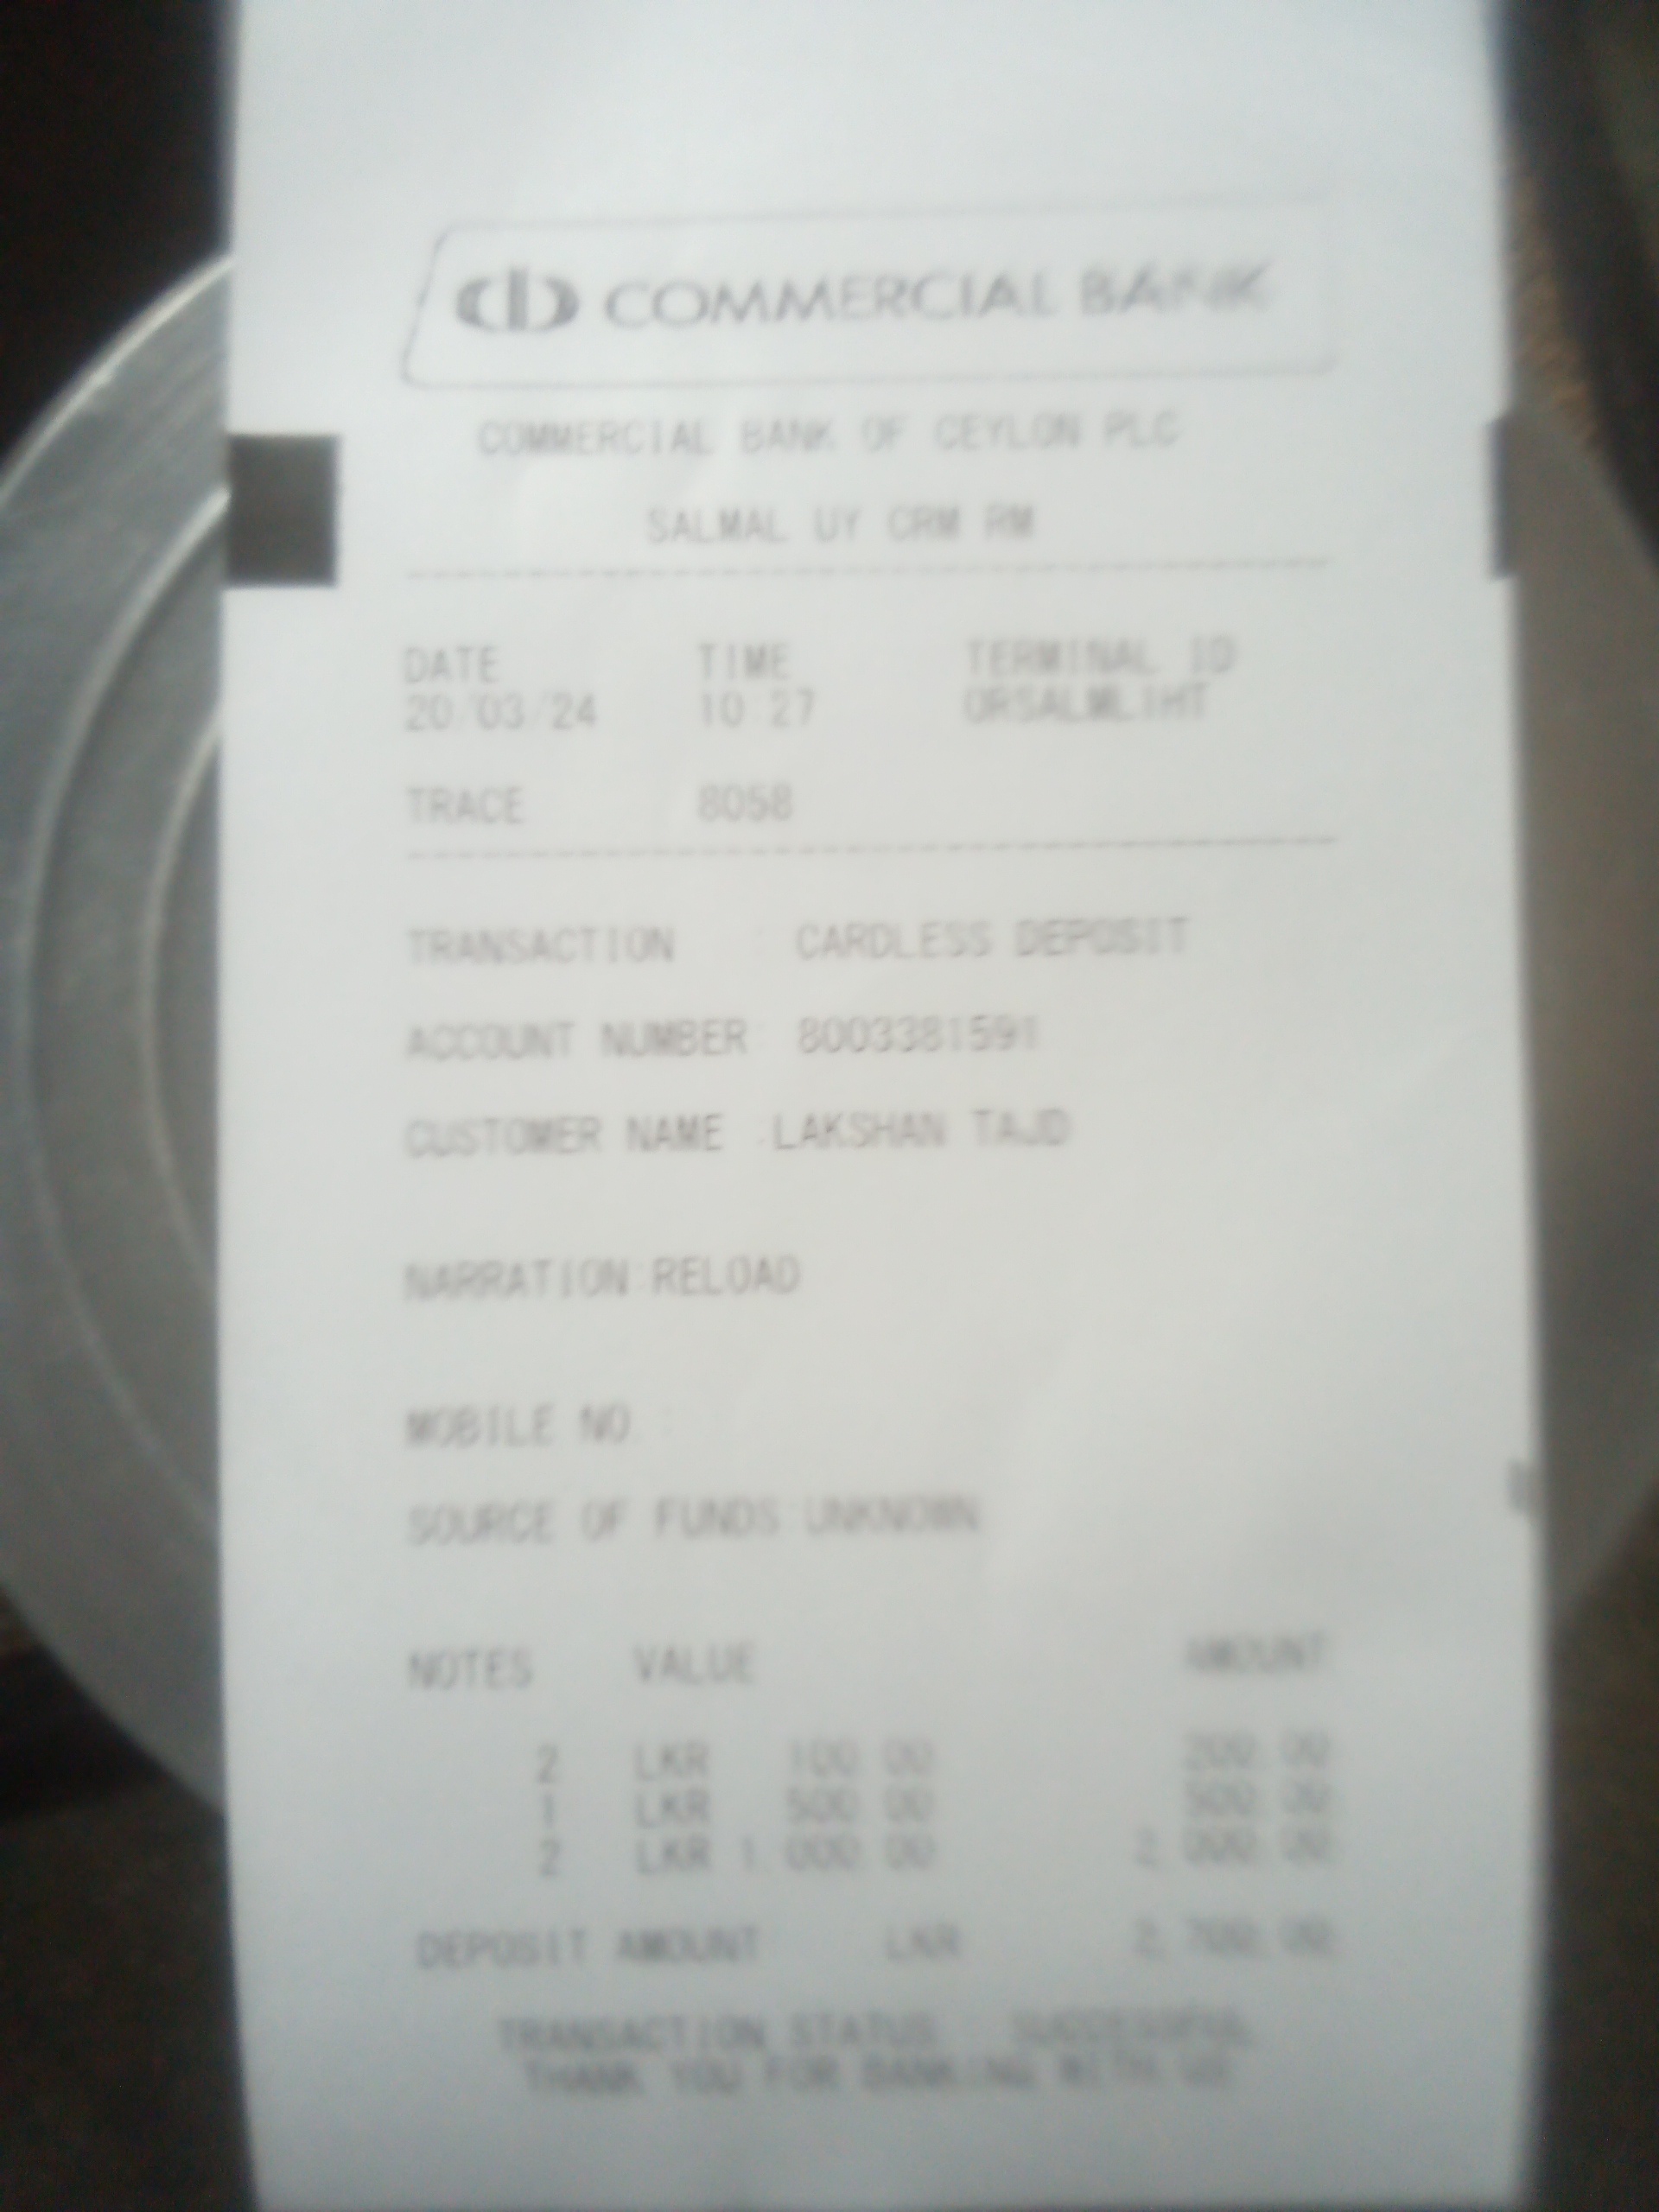 COMMERCIAL BANK
COMMERCIAL BANK OF CEYLON PLC
SALMAL UY CRM RM
DATE TIME TERMINAL ID
20/03/24 10:27 ORSALMLIHT
TRACE 8058
TRANSACTION : CARDLESS DEPOSIT
ACCOUNT NUMBER: 8003381591
CUSTOMER NAME :LAKSHAN TAJD
NARRATION:RELOAD
MOBILE NO :
SOURCE OF FUNDS:UNKNOWN
NOTES VALUE AMOUNT
2 LKR 100.00 200.00
1 LKR 500.00 500.00
2 LKR 1,000.00 2,000.00
DEPOSIT AMOUNT LKR 2,700.00
TRANSACTION STATUS : SUCCESSFUL
THANK YOU FOR BANKING WITH US